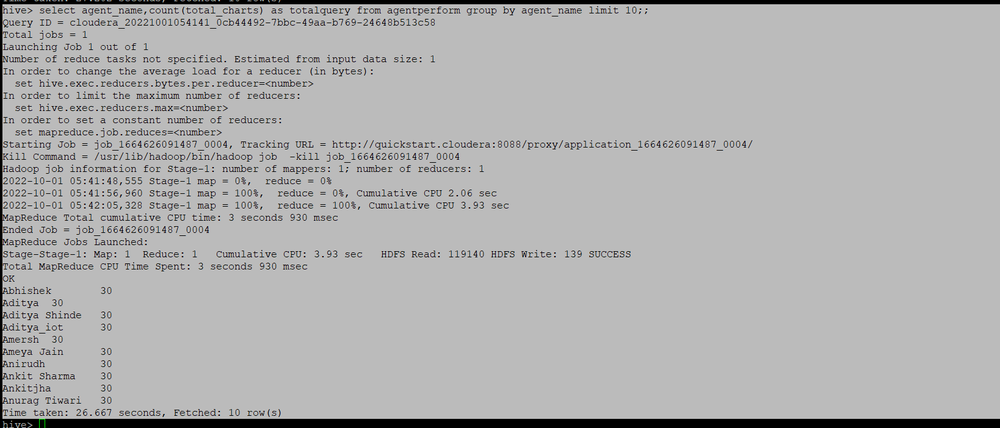 hive> select agent_name,count(total_charts) as totalquery from agentperform group by agent_name limit 10;;
Query ID = cloudera_20221001054141_0cb44492-7bbc-49aa-b769-24648b513c58
Total jobs = 1
Launching Job 1 out of 1
Number of reduce tasks not specified. Estimated from input data size: 1
In order to change the average load for a reducer (in bytes):
  set hive.exec.reducers.bytes.per.reducer=<number>
In order to limit the maximum number of reducers:
  set hive.exec.reducers.max=<number>
In order to set a constant number of reducers:
  set mapreduce.job.reduces=<number>
Starting Job = job_1664626091487_0004, Tracking URL = http://quickstart.cloudera:8088/proxy/application_1664626091487_0004/
Kill Command = /usr/lib/hadoop/bin/hadoop job  -kill job_1664626091487_0004
Hadoop job information for Stage-1: number of mappers: 1; number of reducers: 1
2022-10-01 05:41:48,555 Stage-1 map = 0%,  reduce = 0%
2022-10-01 05:41:56,960 Stage-1 map = 100%,  reduce = 0%, Cumulative CPU 2.06 sec
2022-10-01 05:42:05,328 Stage-1 map = 100%,  reduce = 100%, Cumulative CPU 3.93 sec
MapReduce Total cumulative CPU time: 3 seconds 930 msec
Ended Job = job_1664626091487_0004
MapReduce Jobs Launched:
Stage-Stage-1: Map: 1  Reduce: 1   Cumulative CPU: 3.93 sec   HDFS Read: 119140 HDFS Write: 139 SUCCESS
Total MapReduce CPU Time Spent: 3 seconds 930 msec
OK
Abhishek        30
Aditya  30
Aditya Shinde   30
Aditya_iot      30
Amersh  30
Ameya Jain      30
Anirudh         30
Ankit Sharma    30
Ankitjha        30
Anurag Tiwari   30
Time taken: 26.667 seconds, Fetched: 10 row(s)
hive>